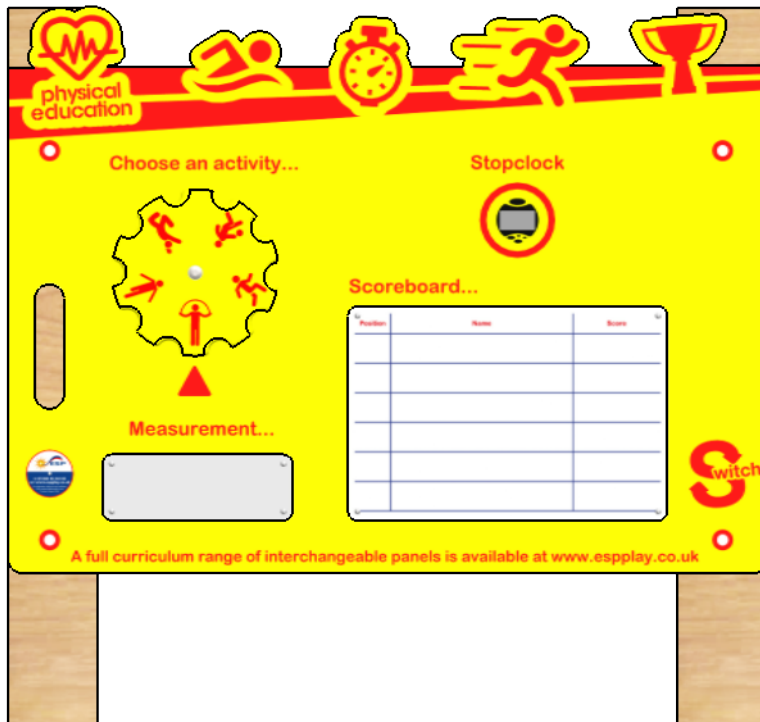 physical
education
Choose an activity...
Stopclock
Scoreboard...
Position Name Score
Measurement...
ESP
Switch
A full curriculum range of interchangeable panels is available at www.espplay.co.uk